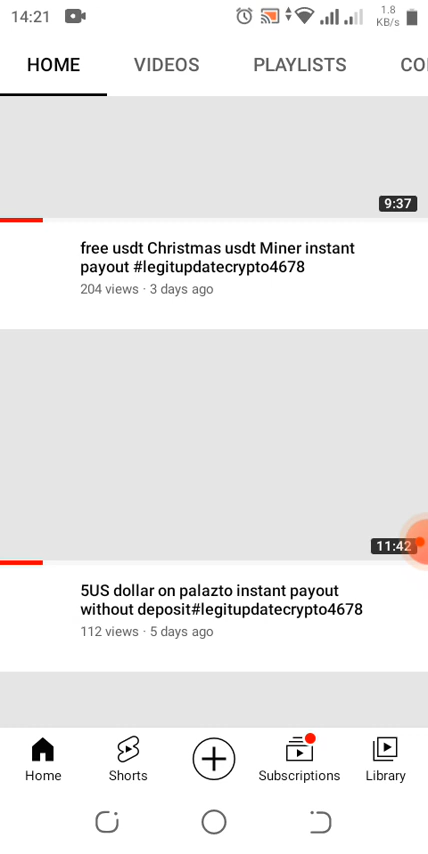 14:21
1.8
KB/s
HOME VIDEOS PLAYLISTS CO
9:37
free usdt Christmas usdt Miner instant
payout #legitupdatecrypto4678
204 views · 3 days ago
11:42
5US dollar on palazto instant payout
without deposit#legitupdatecrypto4678
112 views · 5 days ago
Home Shorts Subscriptions Library